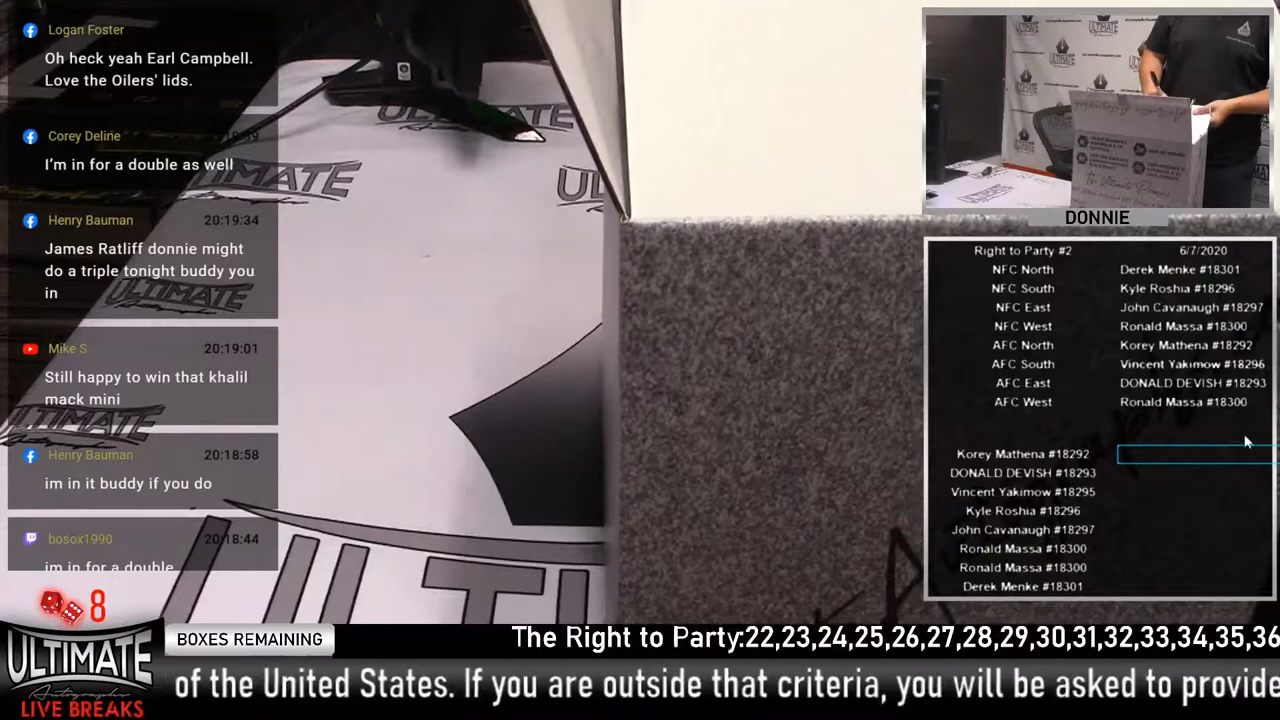 Logan Foster
Oh heck yeah Earl Campbell.
Love the Oilers' lids.
Corey Deline
I'm in for a double as well
Henry Bauman 20:19:34
James Ratliff donnie might
do a triple tonight buddy you
in
Mike S 20:19:01
Still happy to win that khalil
mack mini
Henry Bauman 20:18:58
im in it buddy if you do
bosox1990 20:18:44
im in for a double
ULTIMATE
ULTIMATE
ULTIMATE
ULTIMATE
DONNIE
Right to Party #2 6/7/2020
NFC North Derek Menke #18301
NFC South Kyle Roshia #18296
NFC East John Cavanaugh #18297
NFC West Ronald Massa #18300
AFC North Korey Mathena #18292
AFC South Vincent Yakimow #18296
AFC East DONALD DEVISH #18293
AFC West Ronald Massa #18300
Korey Mathena #18292
DONALD DEVISH #18293
Vincent Yakimow #18295
Kyle Roshia #18296
John Cavanaugh #18297
Ronald Massa #18300
Ronald Massa #18300
Derek Menke #18301
8
BOXES REMAINING
The Right to Party:22,23,24,25,26,27,28,29,30,31,32,33,34,35,36
ULTIMATE
Autographs
LIVE BREAKS
of the United States. If you are outside that criteria, you will be asked to provide